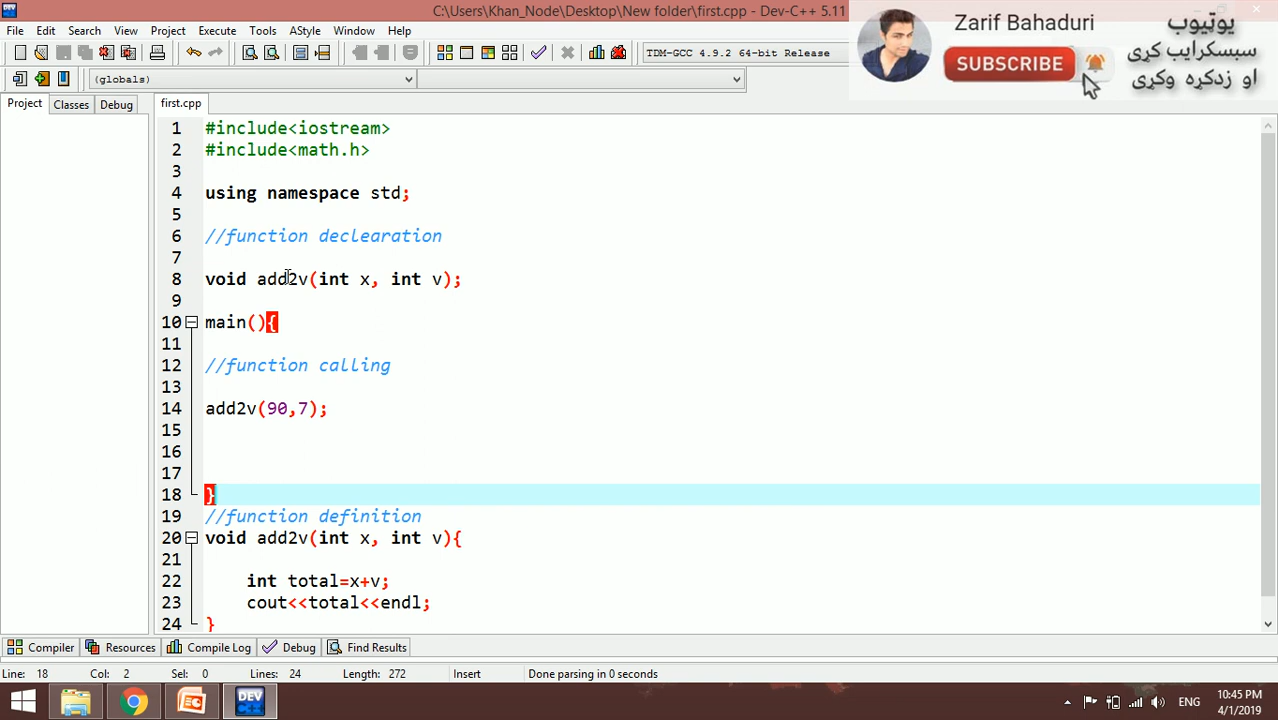 C:\Users\Khan_Node\Desktop\New folder\first.cpp - Dev-C++ 5.11
File Edit Search View Project Execute Tools AStyle Window Help
TDM-GCC 4.9.2 64-bit Release
(globals)
Zarif Bahaduri
SUBSCRIBE
یوټیوب
سبسکرایب کړی
او زدکړه وکړی
Project Classes Debug
first.cpp
1 #include<iostream>
2 #include<math.h>
3
4 using namespace std;
5
6 //function declearation
7
8 void add2v(int x, int v);
9
10 main(){
11
12 //function calling
13
14 add2v(90,7);
15
16
17
18 }
19 //function definition
20 void add2v(int x, int v){
21
22 int total=x+v;
23 cout<<total<<endl;
24 }
Compiler Resources Compile Log Debug Find Results
Line: 18 Col: 2 Sel: 0 Lines: 24 Length: 272 Insert Done parsing in 0 seconds
DEV C++
ENG
10:45 PM
4/1/2019